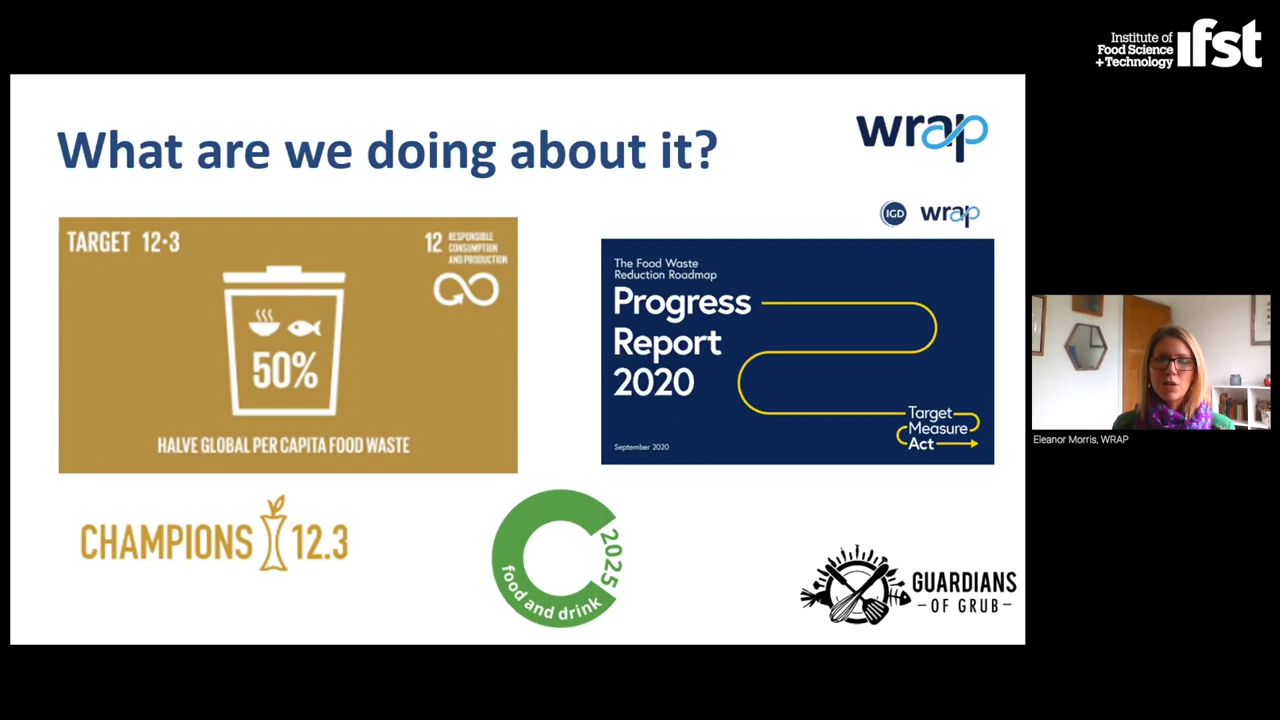 Institute of
Food Science
+Technology
ifst
What are we doing about it?
wrap
IGD
wrap
TARGET 12·3
12 RESPONSIBLE
CONSUMPTION
AND PRODUCTION
50%
HALVE GLOBAL PER CAPITA FOOD WASTE
The Food Waste
Reduction Roadmap
Progress
Report
2020
Target
Measure
Act
September 2020
CHAMPIONS 12.3
2025
food and drink
GUARDIANS
-OF GRUB-
Eleanor Morris, WRAP